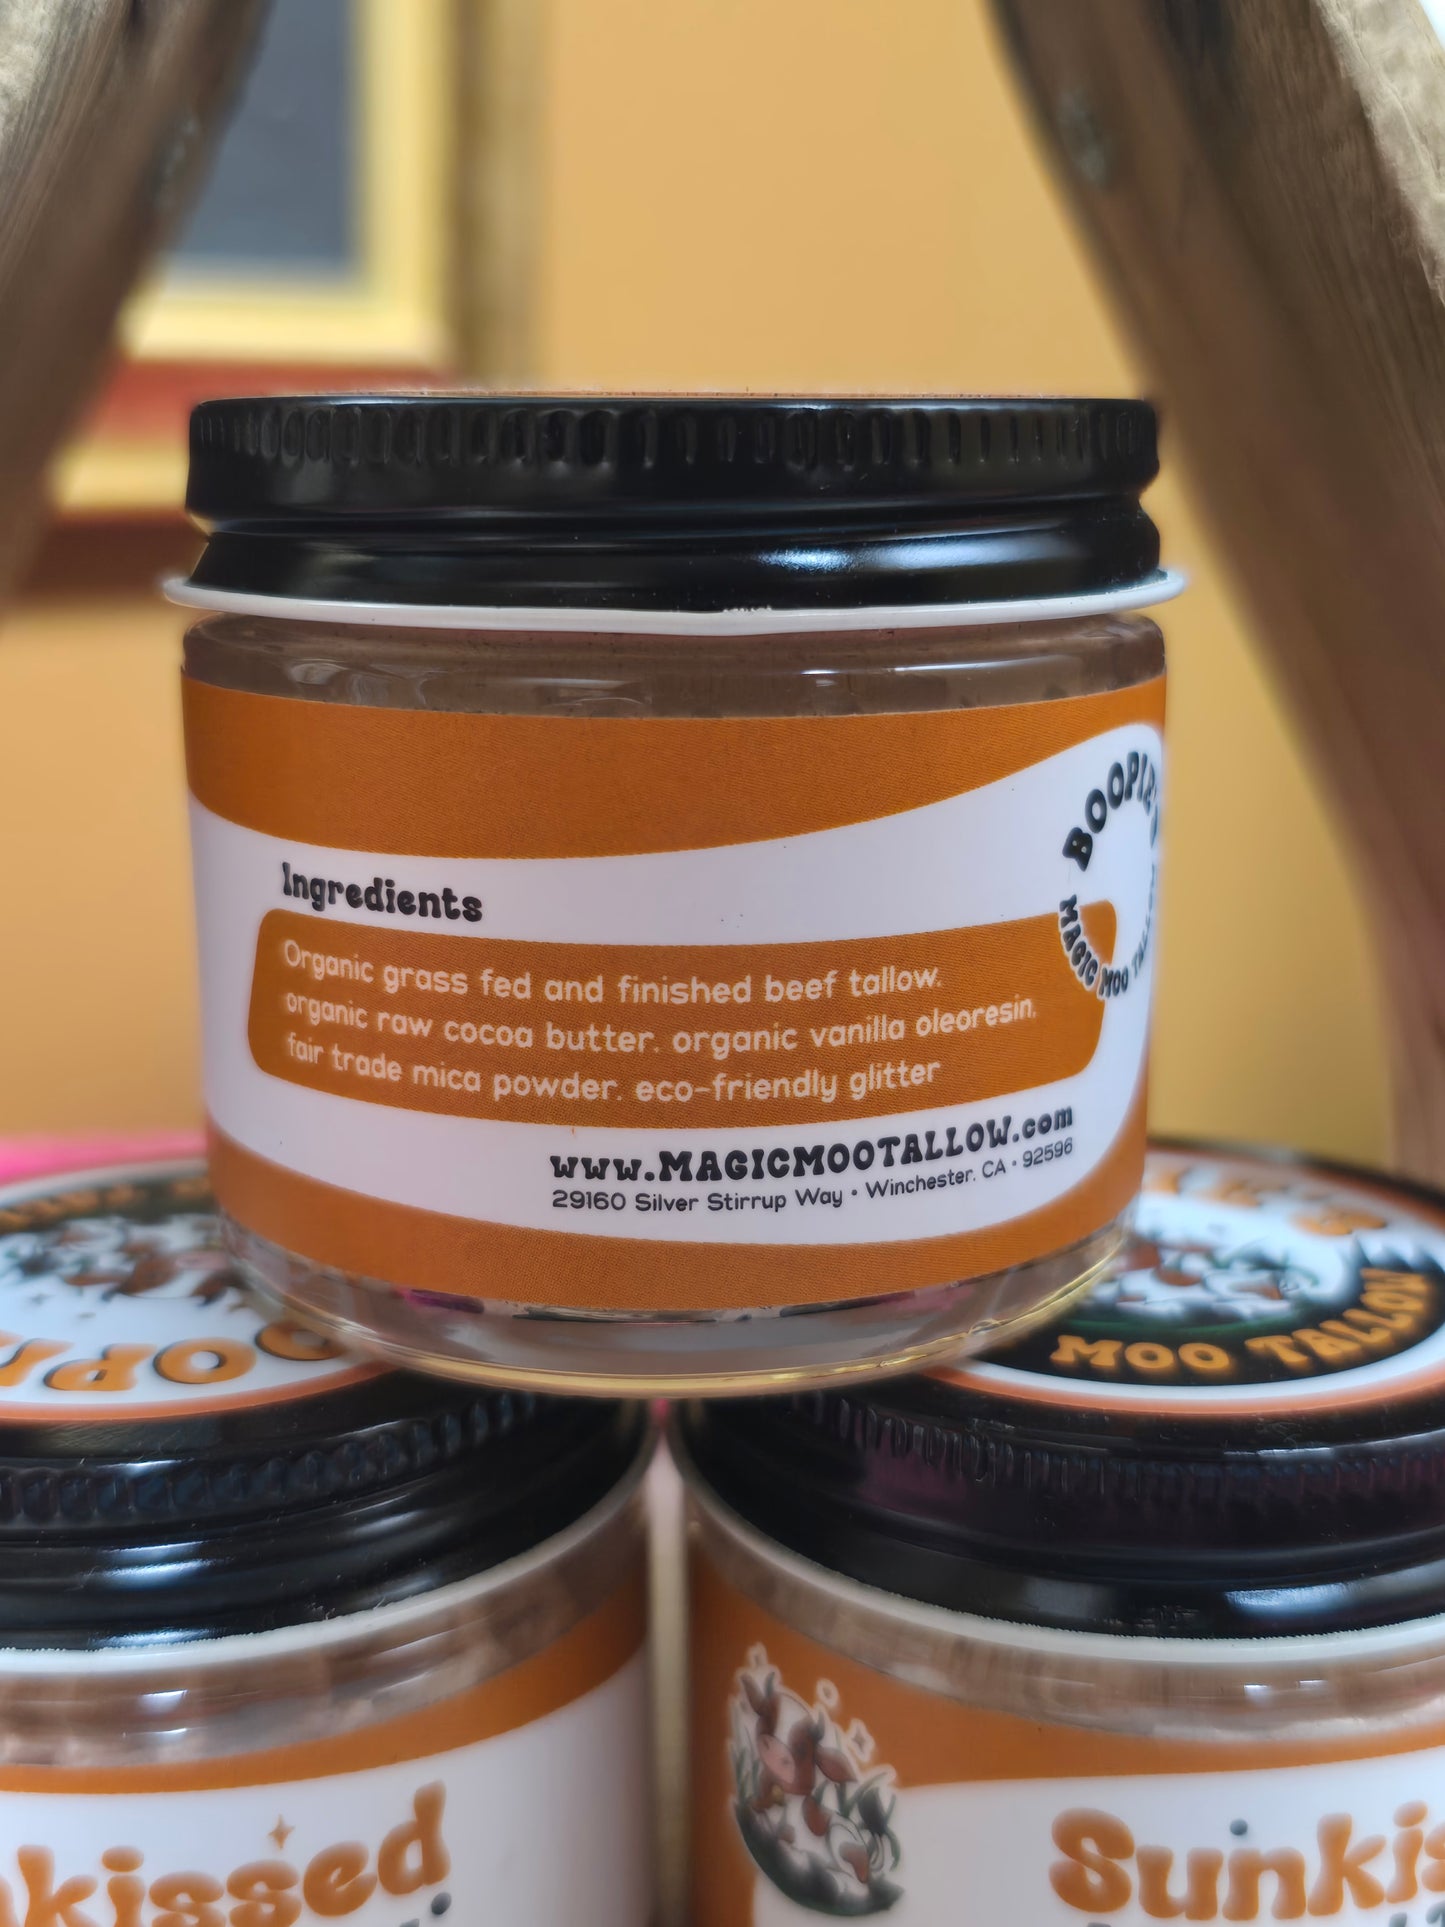 BOOPIE'S
MAGIC MOO TALLOW
Ingredients
Organic grass fed and finished beef tallow.
organic raw cocoa butter. organic vanilla oleoresin.
fair trade mica powder. eco-friendly glitter
www.MAGICMOOTALLOW.com
29160 Silver Stirrup Way • Winchester, CA • 92596
MOO TALLOW
nkissed
Sunkis